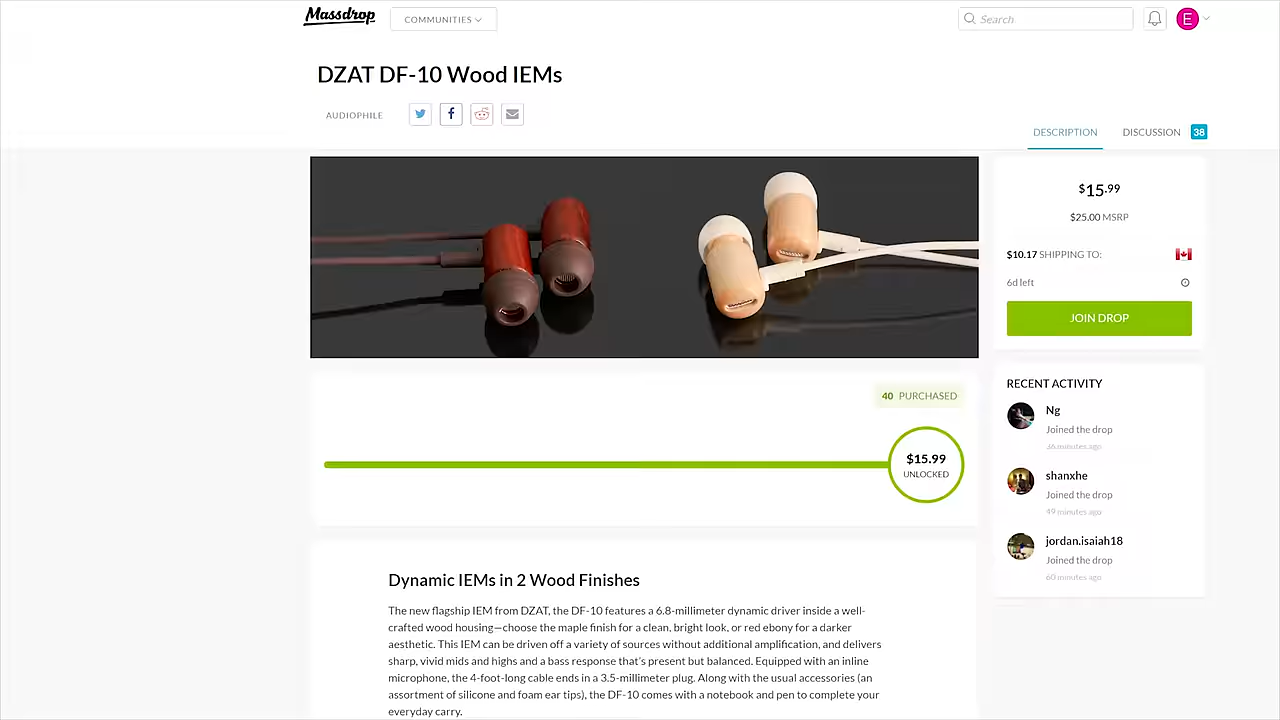 Massdrop
COMMUNITIES
Search
E
DZAT DF-10 Wood IEMs
AUDIOPHILE
DESCRIPTION
DISCUSSION 38
$15.99
$25.00 MSRP
$10.17 SHIPPING TO:
6d left
JOIN DROP
40 PURCHASED
$15.99
UNLOCKED
RECENT ACTIVITY
Ng
Joined the drop
36 minutes ago
shanxhe
Joined the drop
49 minutes ago
jordan.isaiah18
Joined the drop
60 minutes ago
Dynamic IEMs in 2 Wood Finishes
The new flagship IEM from DZAT, the DF-10 features a 6.8-millimeter dynamic driver inside a well-
crafted wood housing—choose the maple finish for a clean, bright look, or red ebony for a darker
aesthetic. This IEM can be driven off a variety of sources without additional amplification, and delivers
sharp, vivid mids and highs and a bass response that's present but balanced. Equipped with an inline
microphone, the 4-foot-long cable ends in a 3.5-millimeter plug. Along with the usual accessories (an
assortment of silicone and foam ear tips), the DF-10 comes with a notebook and pen to complete your
everyday carry.